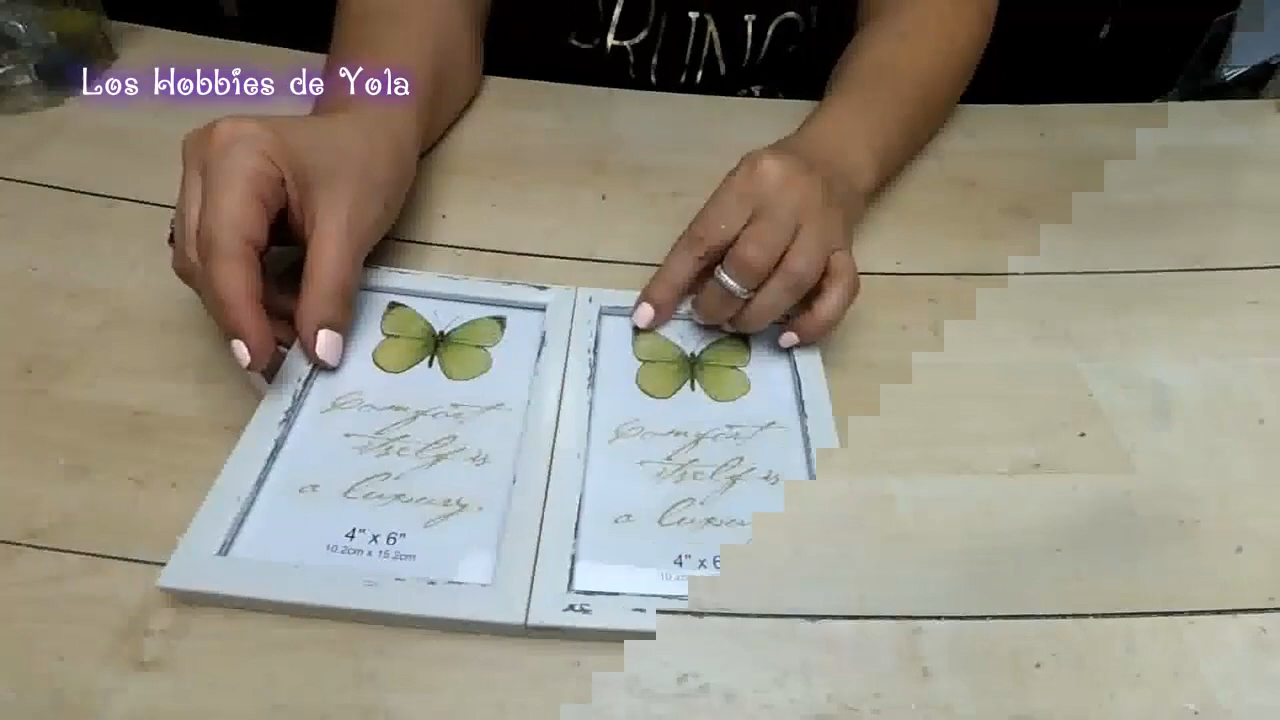 Los Hobbies de Yola
Comfort
itself is
a luxury.
4" x 6"
10.2cm x 15.2cm
Comfort
itself is
a
4" x 6